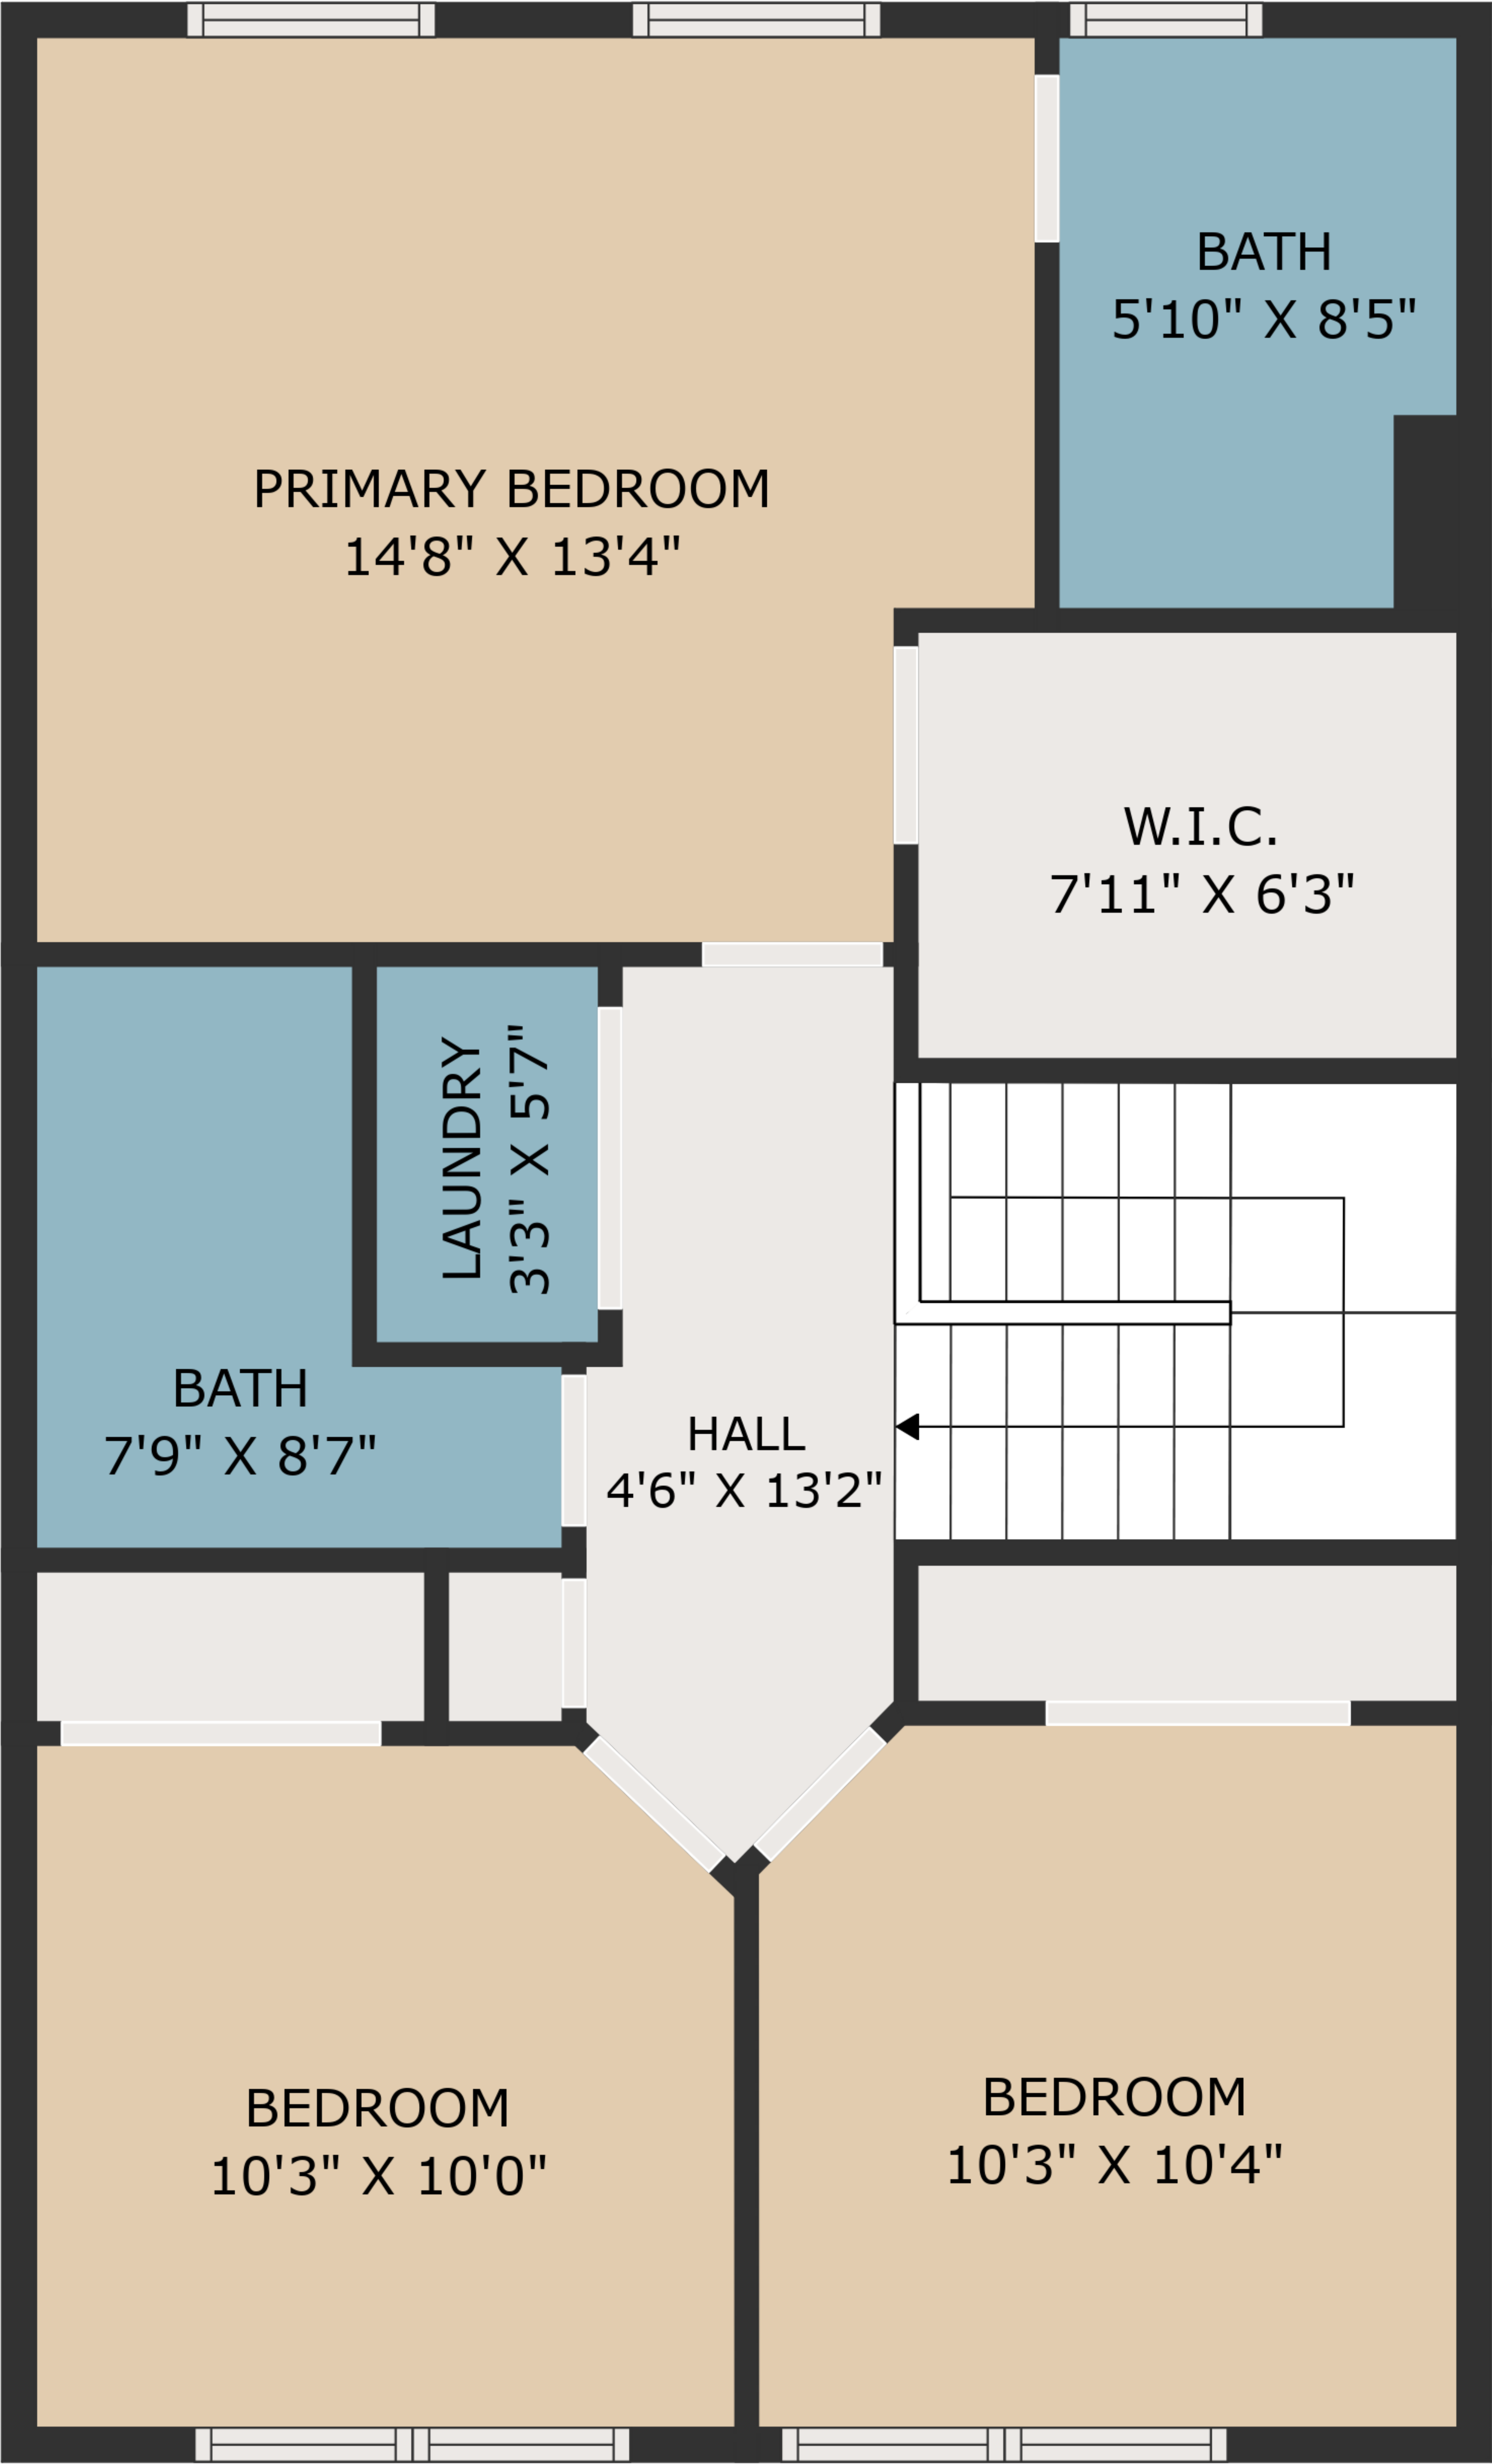 BATH
5'10" X 8'5"
PRIMARY BEDROOM
14'8" X 13'4"
W.I.C.
7'11" X 6'3"
LAUNDRY
3'3" X 5'7"
BATH
7'9" X 8'7"
HALL
4'6" X 13'2"
BEDROOM
10'3" X 10'0"
BEDROOM
10'3" X 10'4"